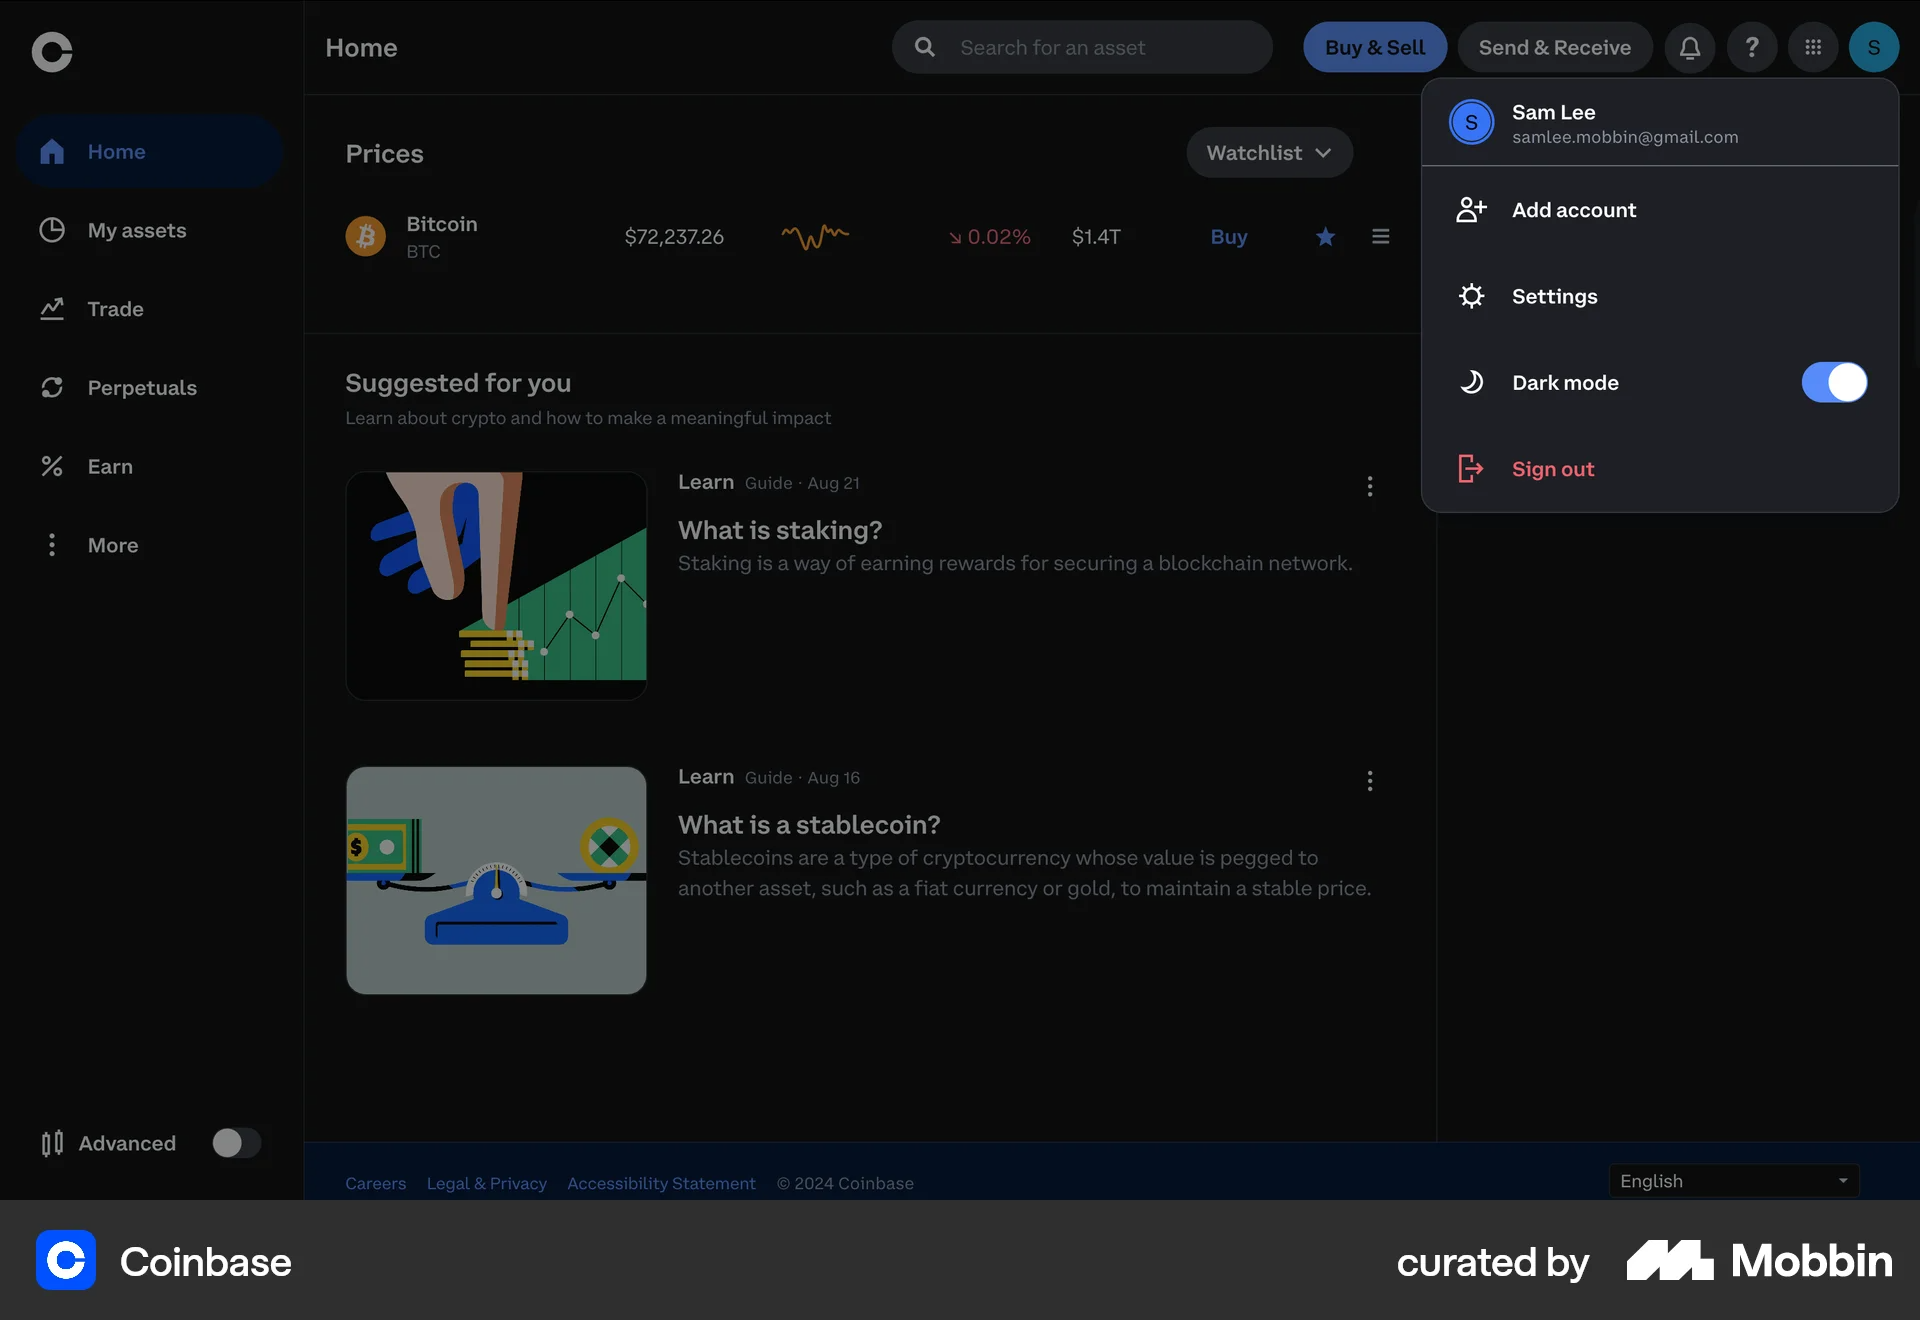 Home
Search for an asset
Buy & Sell
Send & Receive
?
S
Home
My assets
Trade
Perpetuals
Earn
More
Advanced
Prices
Watchlist
Bitcoin
BTC
$72,237.26
0.02%
$1.4T
Buy
Suggested for you
Learn about crypto and how to make a meaningful impact
Learn Guide · Aug 21
What is staking?
Staking is a way of earning rewards for securing a blockchain network.
$
Learn Guide · Aug 16
What is a stablecoin?
Stablecoins are a type of cryptocurrency whose value is pegged to
another asset, such as a fiat currency or gold, to maintain a stable price.
S
Sam Lee
samlee.mobbin@gmail.com
Add account
Settings
Dark mode
Sign out
Careers Legal & Privacy Accessibility Statement © 2024 Coinbase
English
Coinbase
curated by Mobbin